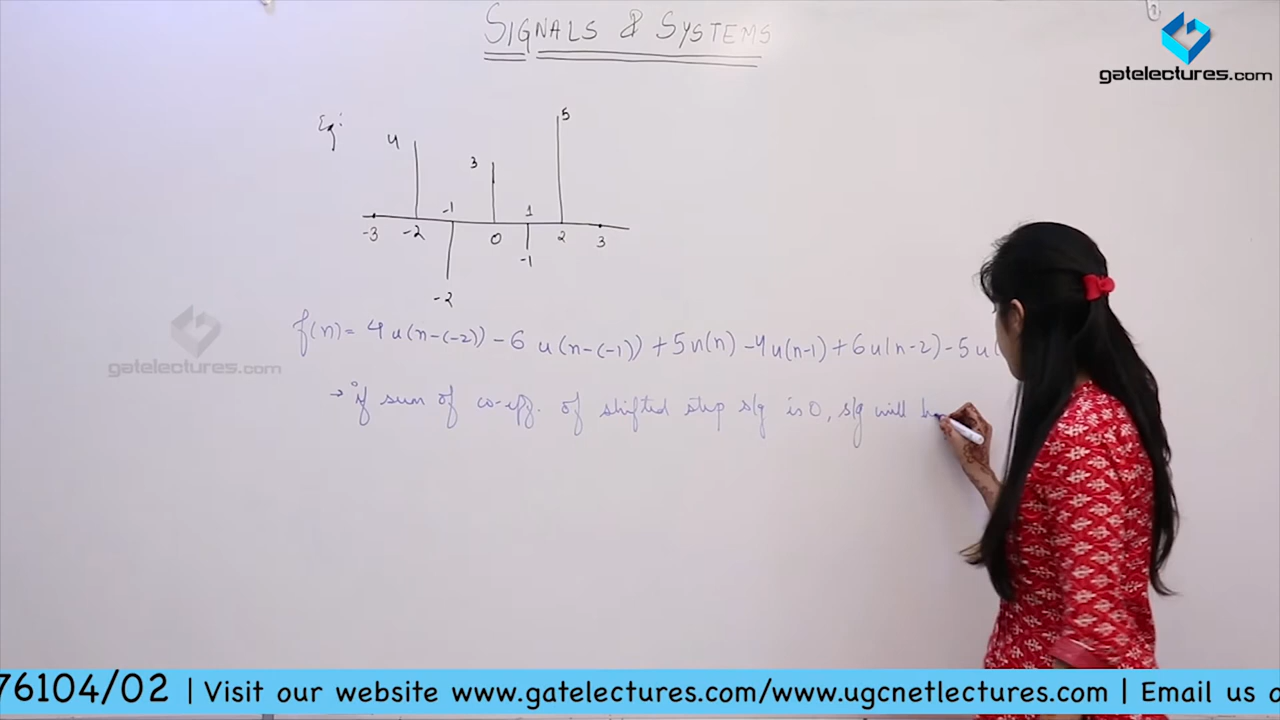 SIGNALS & SYSTEMS
gatelectures.com
Eg:
5
4
3
-1
1
-3 -2 0 2 3
-1
-2
f(n) = 4u(n-(-2)) - 6 u(n-(-1)) + 5u(n) - 4u(n-1) + 6u(n-2) - 5u(
gatelectures.com
→ if sum of co-eff. of shifted step s/g is 0, s/g will
76104/02 | Visit our website www.gatelectures.com/www.ugcnetlectures.com | Email us